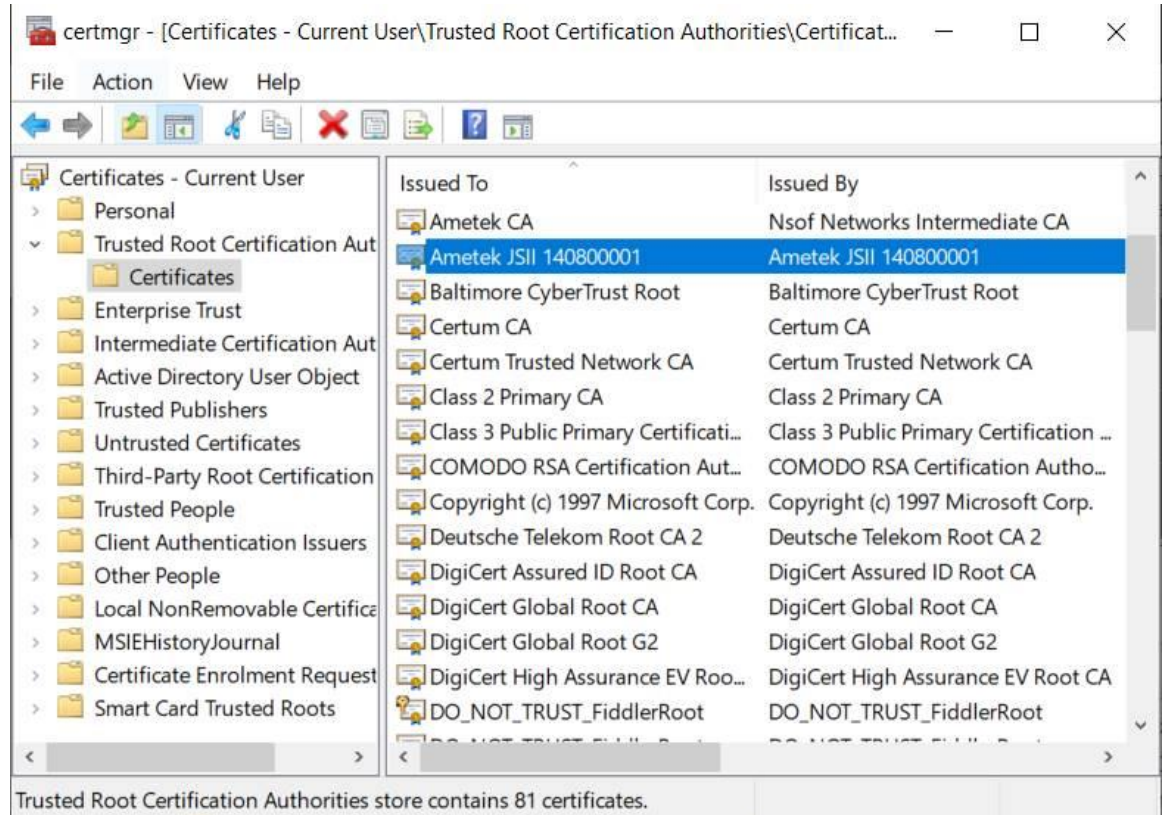 certmgr - [Certificates - Current User\Trusted Root Certification Authorities\Certificat...
File Action View Help
Certificates - Current User
Personal
Trusted Root Certification Aut
Certificates
Enterprise Trust
Intermediate Certification Aut
Active Directory User Object
Trusted Publishers
Untrusted Certificates
Third-Party Root Certification
Trusted People
Client Authentication Issuers
Other People
Local NonRemovable Certifica
MSIEHistoryJournal
Certificate Enrolment Request
Smart Card Trusted Roots
Issued To Issued By
Ametek CA Nsof Networks Intermediate CA
Ametek JSII 140800001 Ametek JSII 140800001
Baltimore CyberTrust Root Baltimore CyberTrust Root
Certum CA Certum CA
Certum Trusted Network CA Certum Trusted Network CA
Class 2 Primary CA Class 2 Primary CA
Class 3 Public Primary Certificati... Class 3 Public Primary Certification ...
COMODO RSA Certification Aut... COMODO RSA Certification Autho...
Copyright (c) 1997 Microsoft Corp. Copyright (c) 1997 Microsoft Corp.
Deutsche Telekom Root CA 2 Deutsche Telekom Root CA 2
DigiCert Assured ID Root CA DigiCert Assured ID Root CA
DigiCert Global Root CA DigiCert Global Root CA
DigiCert Global Root G2 DigiCert Global Root G2
DigiCert High Assurance EV Roo... DigiCert High Assurance EV Root CA
DO_NOT_TRUST_FiddlerRoot DO_NOT_TRUST_FiddlerRoot
Trusted Root Certification Authorities store contains 81 certificates.